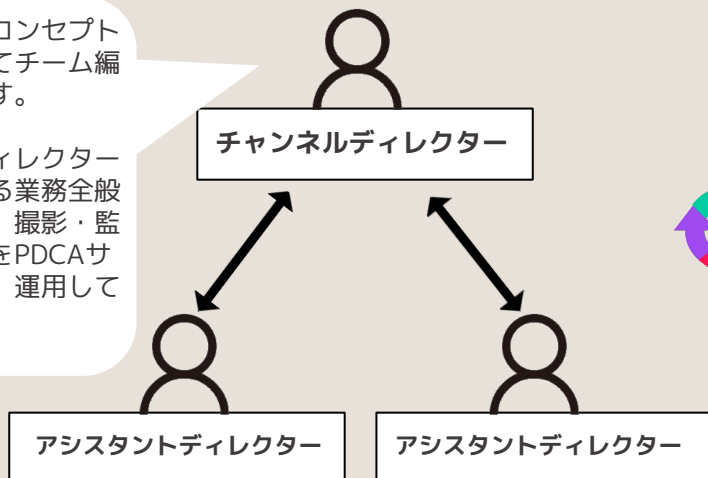 コンセプト
てチーム編
す。
ィレクター
る業務全般
撮影・監
をPDCAサ
運用して
チャンネルディレクター
アシスタントディレクター
アシスタントディレクター